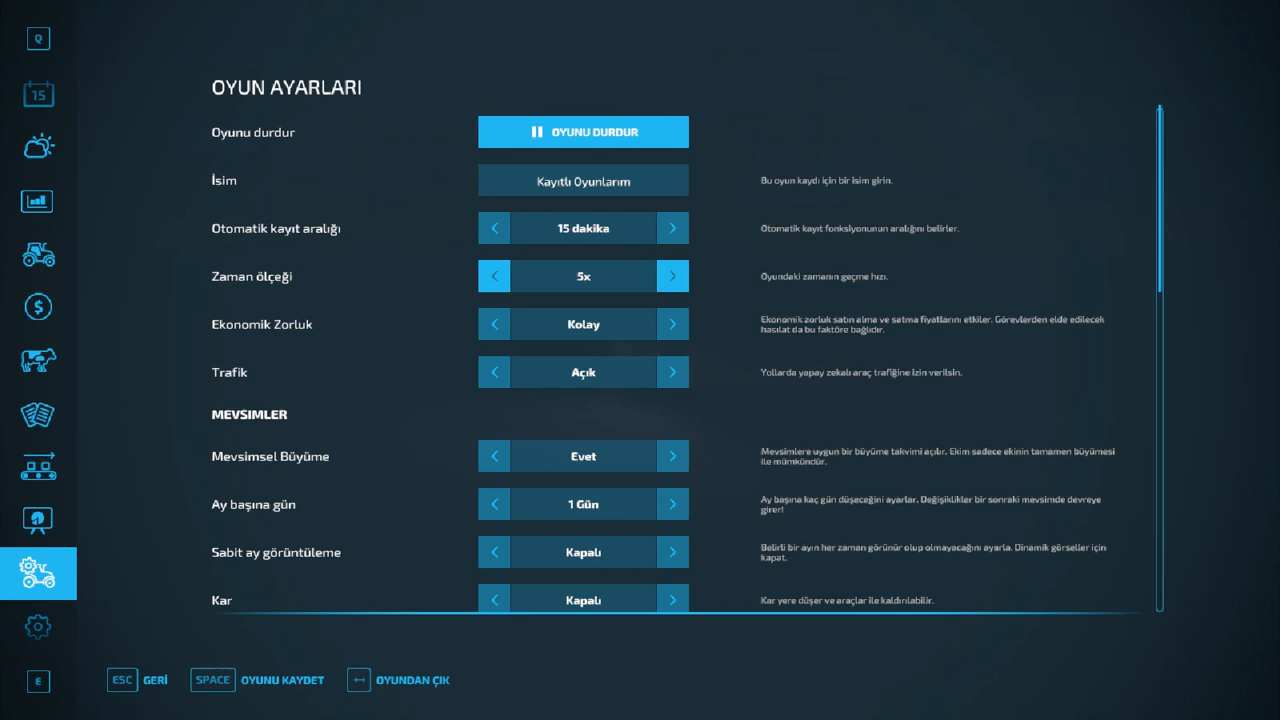 Q
15
OYUN AYARLARI
Oyunu durdur
OYUNU DURDUR
İsim
Kayıtlı Oyunlarım
Bu oyun kaydı için bir isim girin.
Otomatik kayıt aralığı
15 dakika
Otomatik kayıt fonksiyonunun aralığını belirler.
Zaman ölçeği
5x
Oyundaki zamanın geçme hızı.
Ekonomik Zorluk
Kolay
Ekonomik zorluk satın alma ve satma fiyatlarını etkiler. Görevlerden elde edilecek
hasılat da bu faktöre bağlıdır.
Trafik
Açık
Yollarda yapay zekalı araç trafiğine izin verilsin.
MEVSİMLER
Mevsimsel Büyüme
Evet
Mevsimlere uygun bir büyüme takvimi açılır. Ekim sadece ekinin tamamen büyümesi
ile mümkündür.
Ay başına gün
1 Gün
Ay başına kaç gün düşeceğini ayarlar. Değişiklikler bir sonraki mevsimde devreye
girer!
Sabit ay görüntüleme
Kapalı
Belirli bir ayın her zaman görünür olup olmayacağını ayarla. Dinamik görseller için
kapat.
Kar
Kapalı
Kar yere düşer ve araçlar ile kaldırılabilir.
E
ESC GERİ
SPACE OYUNU KAYDET
OYUNDAN ÇIK